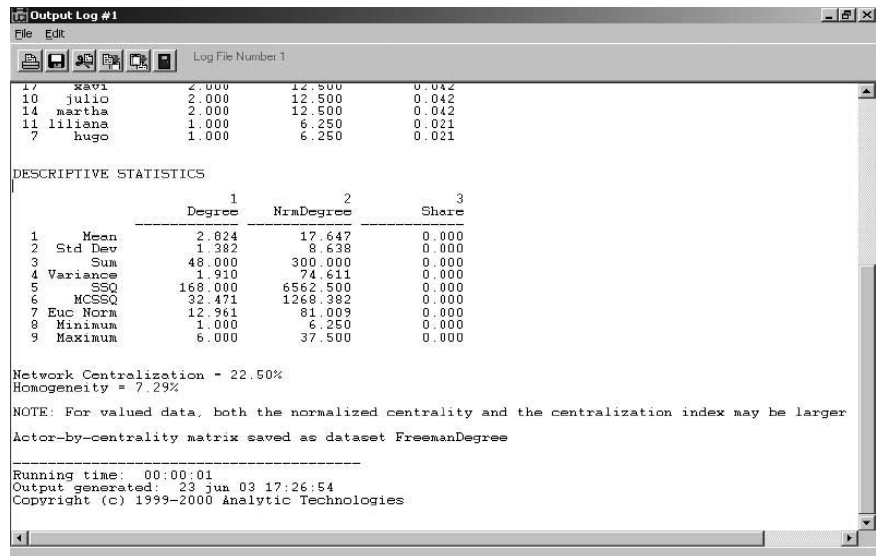 Output Log #1
File Edit
Log File Number 1
17 xavi 2.000 12.500 0.042
10 julio 2.000 12.500 0.042
14 martha 2.000 12.500 0.042
11 liliana 1.000 6.250 0.021
7 hugo 1.000 6.250 0.021
DESCRIPTIVE STATISTICS
1 2 3
Degree NrmDegree Share
1 Mean 2.824 17.647 0.000
2 Std Dev 1.382 8.638 0.000
3 Sum 48.000 300.000 0.000
4 Variance 1.910 74.611 0.000
5 SSQ 168.000 6562.500 0.000
6 MCSSQ 32.471 1268.382 0.000
7 Euc Norm 12.961 81.009 0.000
8 Minimum 1.000 6.250 0.000
9 Maximum 6.000 37.500 0.000
Network Centralization = 22.50%
Homogeneity = 7.29%
NOTE: For valued data, both the normalized centrality and the centralization index may be larger
Actor-by-centrality matrix saved as dataset FreemanDegree
Running time: 00:00:01
Output generated: 23 jun 03 17:26:54
Copyright (c) 1999-2000 Analytic Technologies